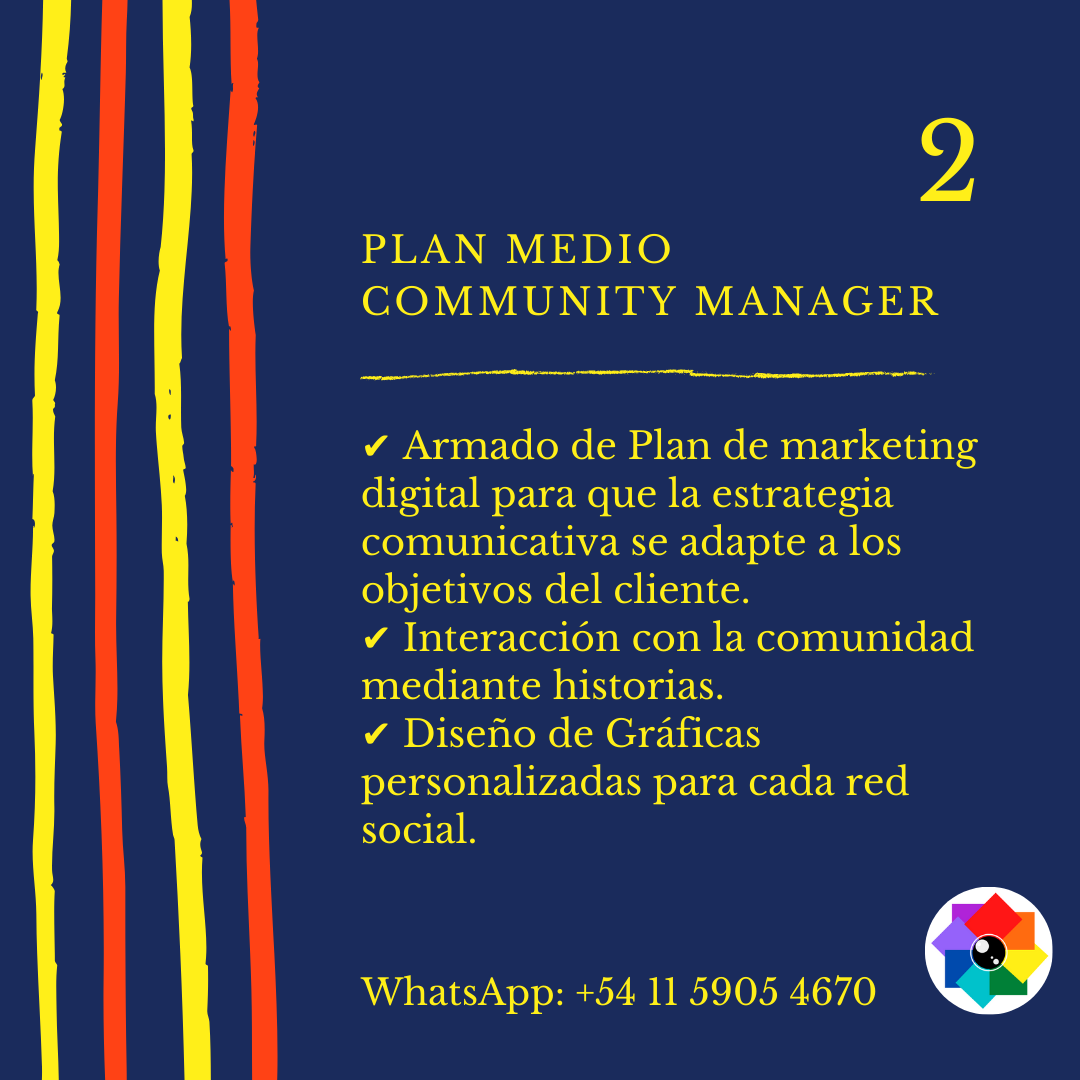 2
PLAN MEDIO
COMMUNITY MANAGER
✔ Armado de Plan de marketing
digital para que la estrategia
comunicativa se adapte a los
objetivos del cliente.
✔ Interacción con la comunidad
mediante historias.
✔ Diseño de Gráficas
personalizadas para cada red
social.
WhatsApp: +54 11 5905 4670